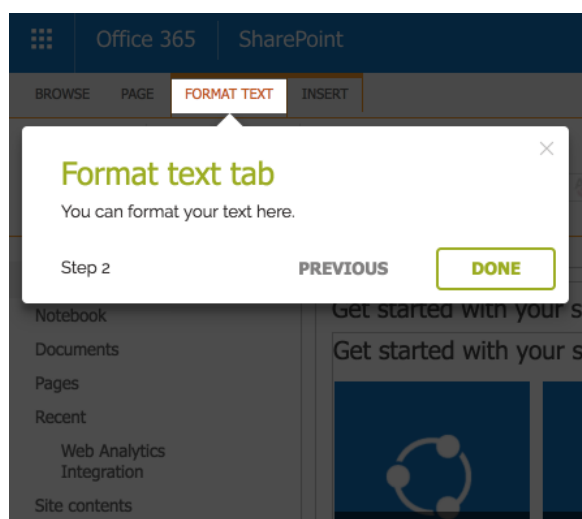 Office 365 SharePoint
BROWSE PAGE FORMAT TEXT INSERT
Format text tab
You can format your text here.
Step 2 PREVIOUS DONE
Notebook
Get started with your s
Documents
Get started with your s
Pages
Recent
Web Analytics
Integration
Site contents